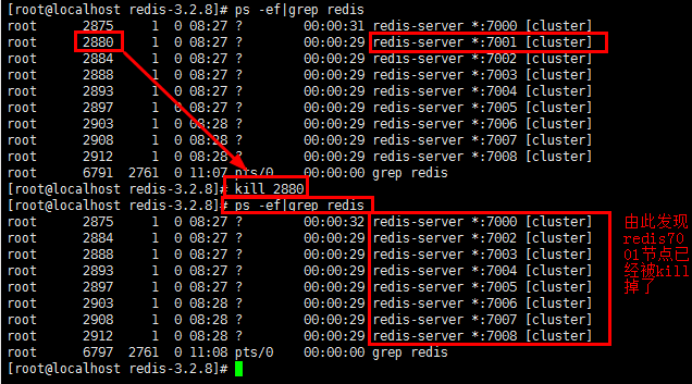 [root@localhost redis-3.2.8]# ps -ef|grep redis
root 2875 1 0 08:27 ? 00:00:31 redis-server *:7000 [cluster]
root 2880 1 0 08:27 ? 00:00:29 redis-server *:7001 [cluster]
root 2884 1 0 08:27 ? 00:00:29 redis-server *:7002 [cluster]
root 2888 1 0 08:27 ? 00:00:29 redis-server *:7003 [cluster]
root 2893 1 0 08:27 ? 00:00:29 redis-server *:7004 [cluster]
root 2897 1 0 08:27 ? 00:00:29 redis-server *:7005 [cluster]
root 2903 1 0 08:28 ? 00:00:29 redis-server *:7006 [cluster]
root 2908 1 0 08:28 ? 00:00:29 redis-server *:7007 [cluster]
root 2912 1 0 08:28 ? 00:00:29 redis-server *:7008 [cluster]
root 6791 2761 0 11:07 pts/0 00:00:00 grep redis
[root@localhost redis-3.2.8]# kill 2880
[root@localhost redis-3.2.8]# ps -ef|grep redis
root 2875 1 0 08:27 ? 00:00:32 redis-server *:7000 [cluster]
root 2884 1 0 08:27 ? 00:00:29 redis-server *:7002 [cluster]
root 2888 1 0 08:27 ? 00:00:29 redis-server *:7003 [cluster]
root 2893 1 0 08:27 ? 00:00:29 redis-server *:7004 [cluster]
root 2897 1 0 08:27 ? 00:00:29 redis-server *:7005 [cluster]
root 2903 1 0 08:28 ? 00:00:29 redis-server *:7006 [cluster]
root 2908 1 0 08:28 ? 00:00:29 redis-server *:7007 [cluster]
root 2912 1 0 08:28 ? 00:00:29 redis-server *:7008 [cluster]
root 6797 2761 0 11:08 pts/0 00:00:00 grep redis
[root@localhost redis-3.2.8]#
由此发现
redis70
01节点已
经被kill
掉了